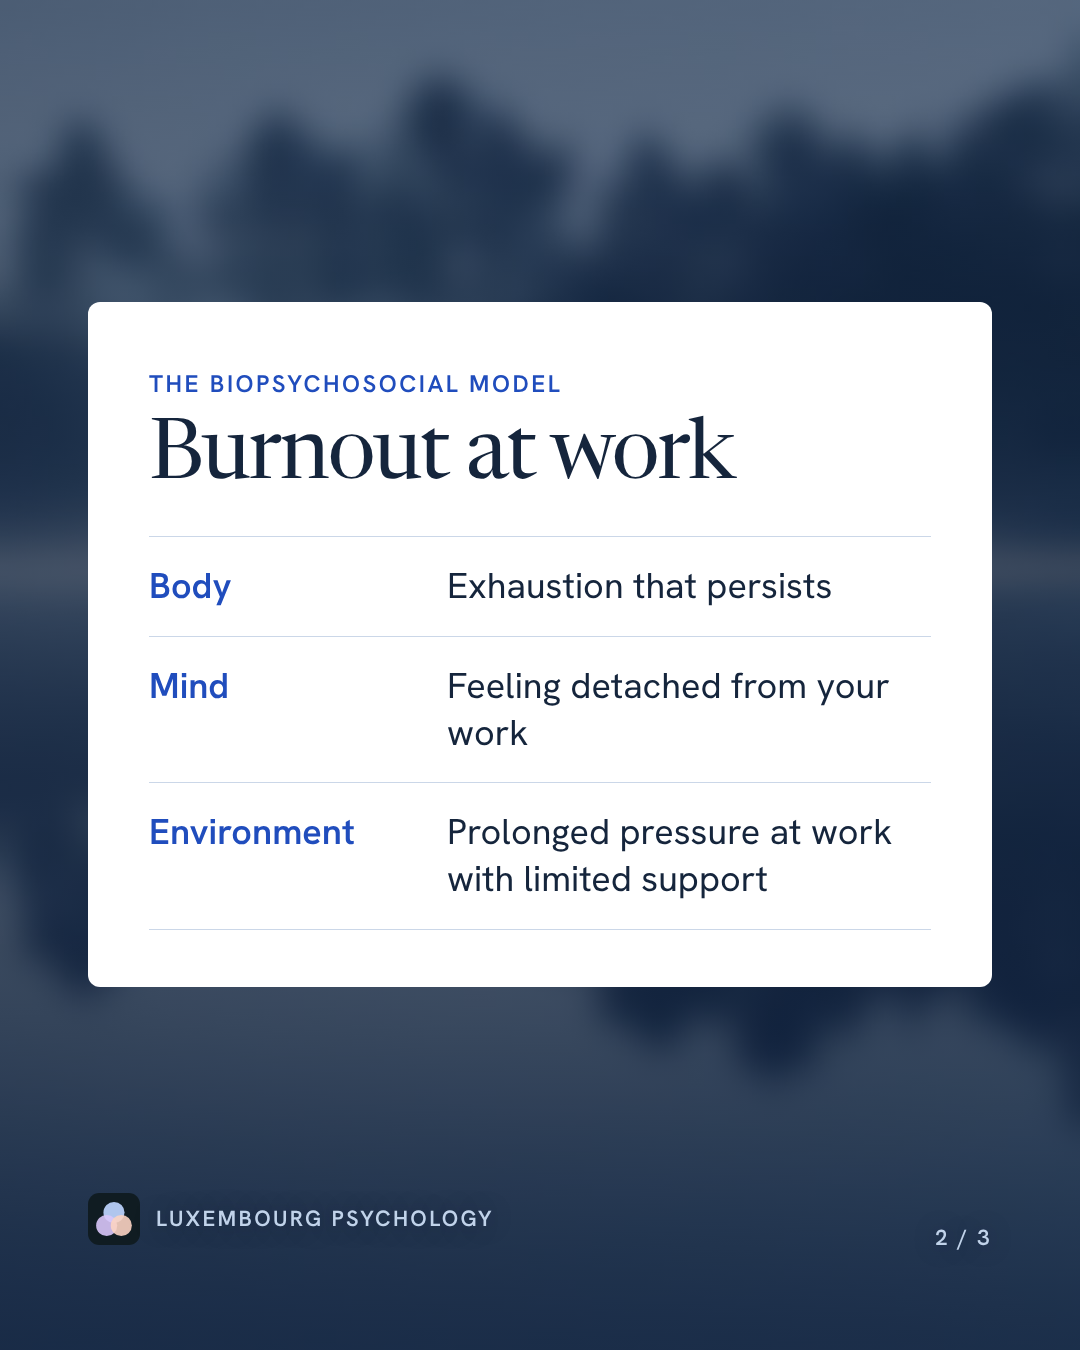 THE BIOPSYCHOSOCIAL MODEL
Burnout at work
Body
Exhaustion that persists
Mind
Feeling detached from your
work
Environment
Prolonged pressure at work
with limited support
LUXEMBOURG PSYCHOLOGY
2 / 3